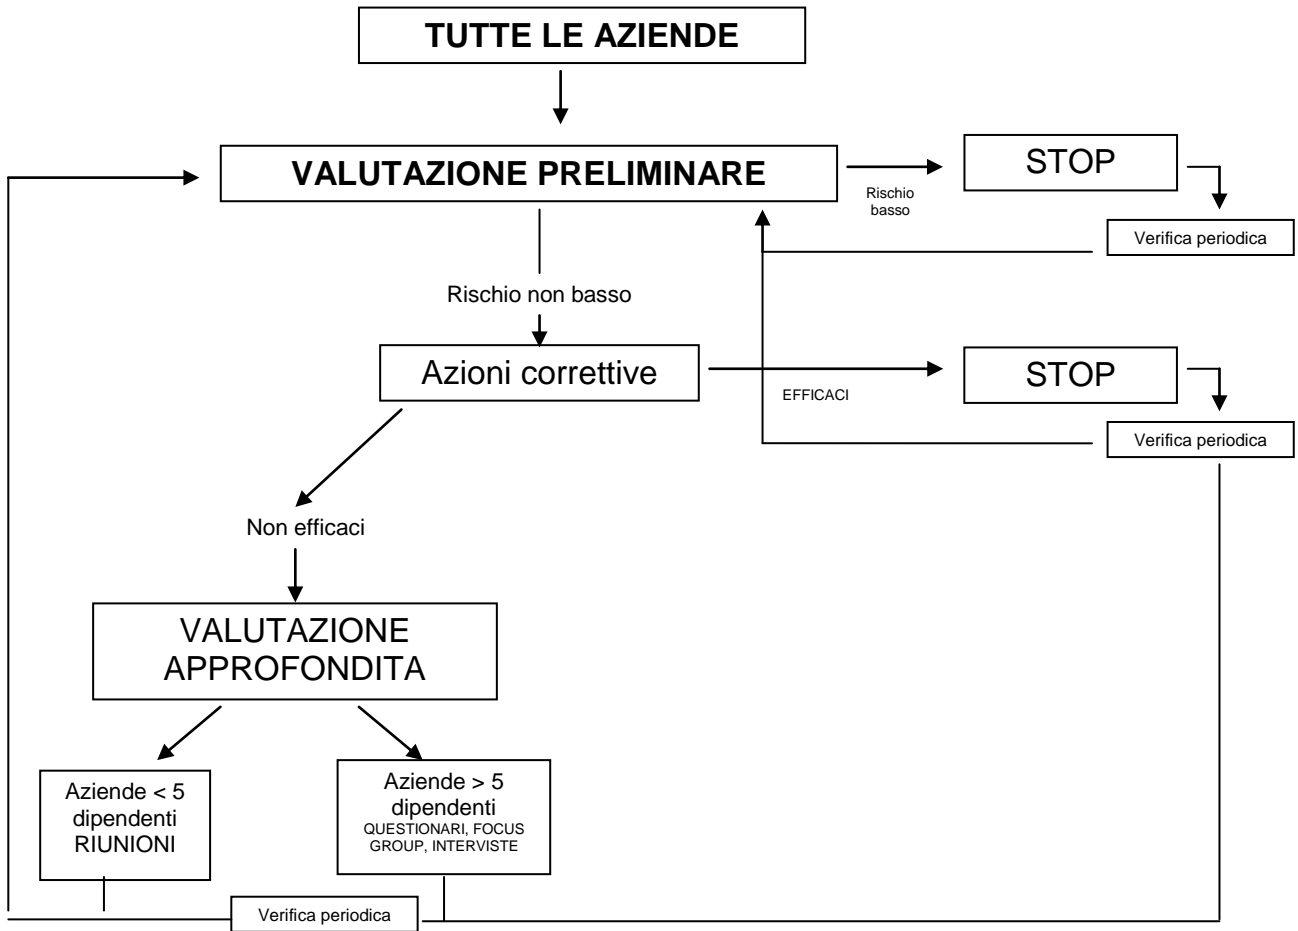 TUTTE LE AZIENDE
VALUTAZIONE PRELIMINARE
STOP
Rischio
basso
Verifica periodica
Rischio non basso
Azioni correttive
STOP
EFFICACI
Verifica periodica
Non efficaci
VALUTAZIONE
APPROFONDITA
Aziende < 5
dipendenti
RIUNIONI
Aziende > 5
dipendenti
QUESTIONARI, FOCUS
GROUP, INTERVISTE
Verifica periodica